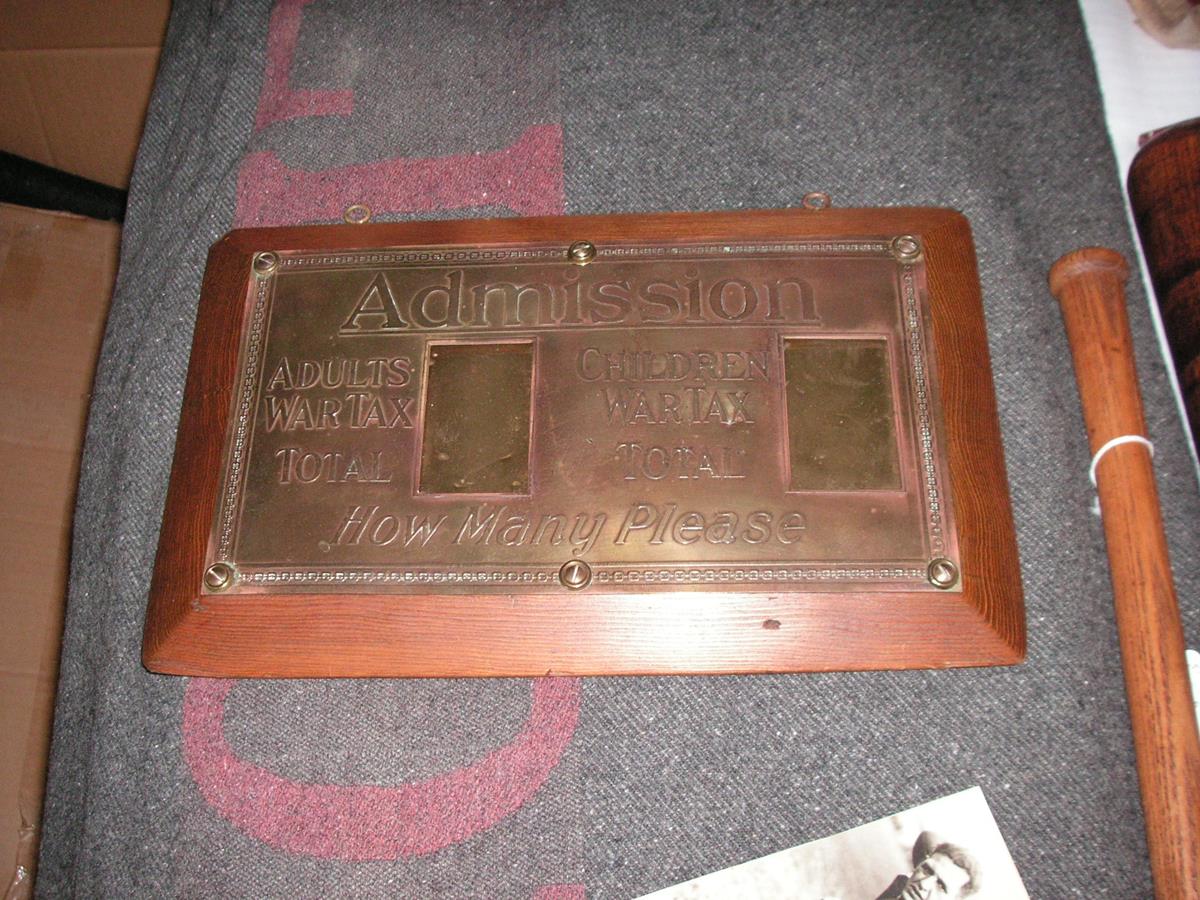 Admission
ADULTS
WAR TAX
TOTAL
CHILDREN
WAR TAX
TOTAL
How Many Please